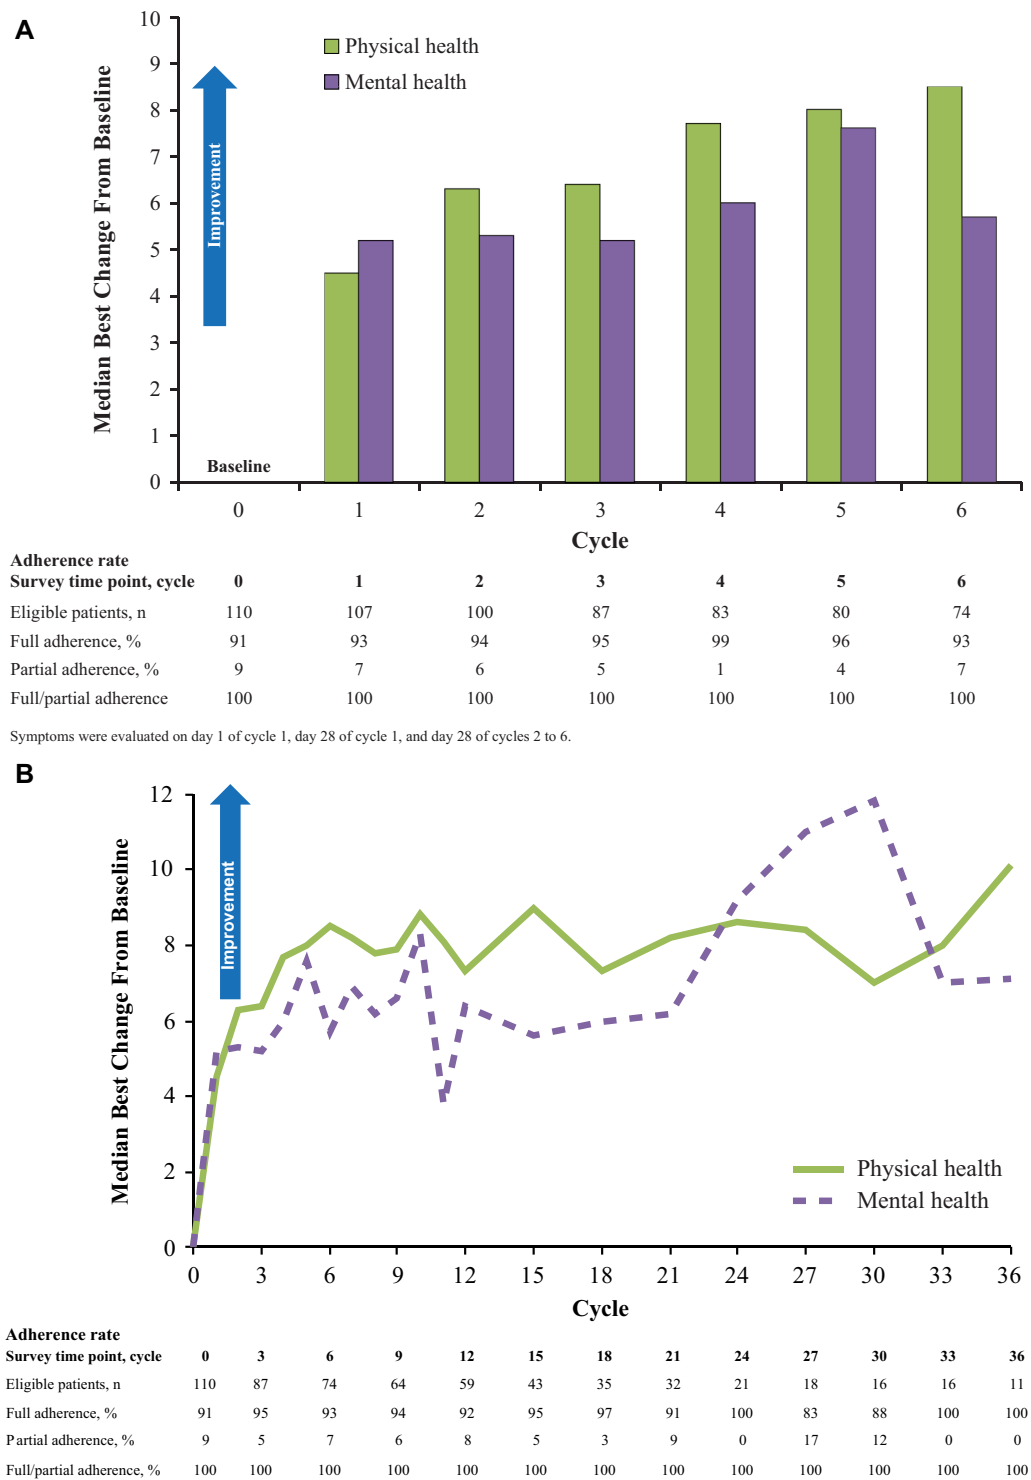 A
10
9
8
7
6
5
4
3
2
1
0
Median Best Change From Baseline
Improvement
Physical health
Mental health
Baseline
0 1 2 3 4 5 6
Cycle
Adherence rate
Survey time point, cycle 0 1 2 3 4 5 6
Eligible patients, n 110 107 100 87 83 80 74
Full adherence, % 91 93 94 95 99 96 93
Partial adherence, % 9 7 6 5 1 4 7
Full/partial adherence 100 100 100 100 100 100 100
Symptoms were evaluated on day 1 of cycle 1, day 28 of cycle 1, and day 28 of cycles 2 to 6.
B
12
10
8
6
4
2
0
Median Best Change From Baseline
Improvement
Physical health
Mental health
0 3 6 9 12 15 18 21 24 27 30 33 36
Cycle
Adherence rate
Survey time point, cycle 0 3 6 9 12 15 18 21 24 27 30 33 36
Eligible patients, n 110 87 74 64 59 43 35 32 21 18 16 16 11
Full adherence, % 91 95 93 94 92 95 97 91 100 83 88 100 100
Partial adherence, % 9 5 7 6 8 5 3 9 0 17 12 0 0
Full/partial adherence, % 100 100 100 100 100 100 100 100 100 100 100 100 100